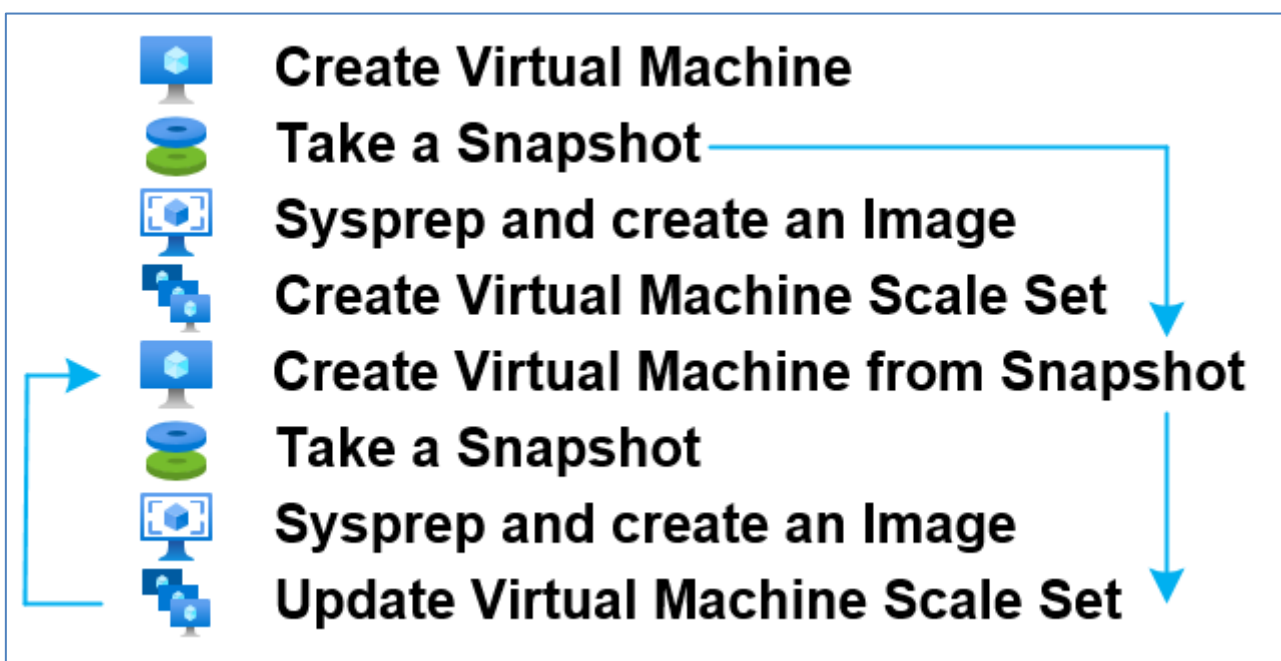 Create Virtual Machine
Take a Snapshot
Sysprep and create an Image
Create Virtual Machine Scale Set
Create Virtual Machine from Snapshot
Take a Snapshot
Sysprep and create an Image
Update Virtual Machine Scale Set